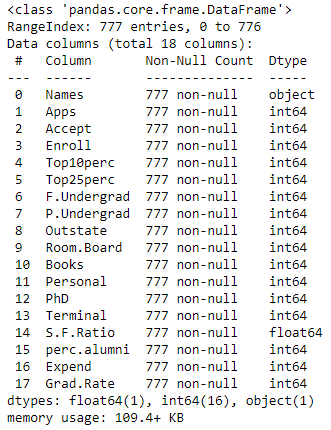 <class 'pandas.core.frame.DataFrame'>
RangeIndex: 777 entries, 0 to 776
Data columns (total 18 columns):
 #   Column       Non-Null Count  Dtype
---  ------       --------------  -----
 0   Names        777 non-null    object
 1   Apps         777 non-null    int64
 2   Accept       777 non-null    int64
 3   Enroll       777 non-null    int64
 4   Top10perc    777 non-null    int64
 5   Top25perc    777 non-null    int64
 6   F.Undergrad  777 non-null    int64
 7   P.Undergrad  777 non-null    int64
 8   Outstate     777 non-null    int64
 9   Room.Board   777 non-null    int64
 10  Books        777 non-null    int64
 11  Personal     777 non-null    int64
 12  PhD          777 non-null    int64
 13  Terminal     777 non-null    int64
 14  S.F.Ratio    777 non-null    float64
 15  perc.alumni  777 non-null    int64
 16  Expend       777 non-null    int64
 17  Grad.Rate    777 non-null    int64
dtypes: float64(1), int64(16), object(1)
memory usage: 109.4+ KB